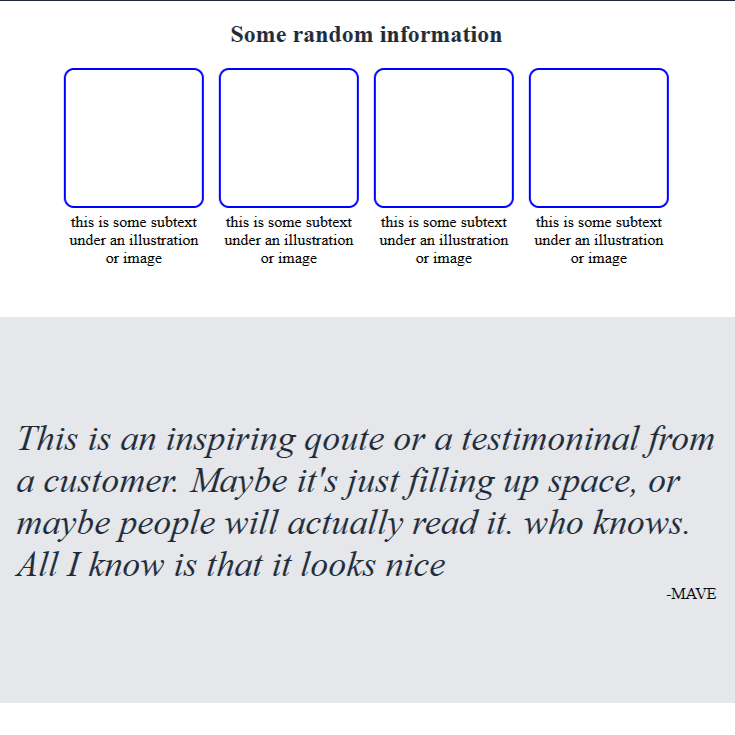 Some random information
this is some subtext
under an illustration
or image
this is some subtext
under an illustration
or image
this is some subtext
under an illustration
or image
this is some subtext
under an illustration
or image
This is an inspiring qoute or a testimoninal from
a customer. Maybe it's just filling up space, or
maybe people will actually read it. who knows.
All I know is that it looks nice
-MAVE